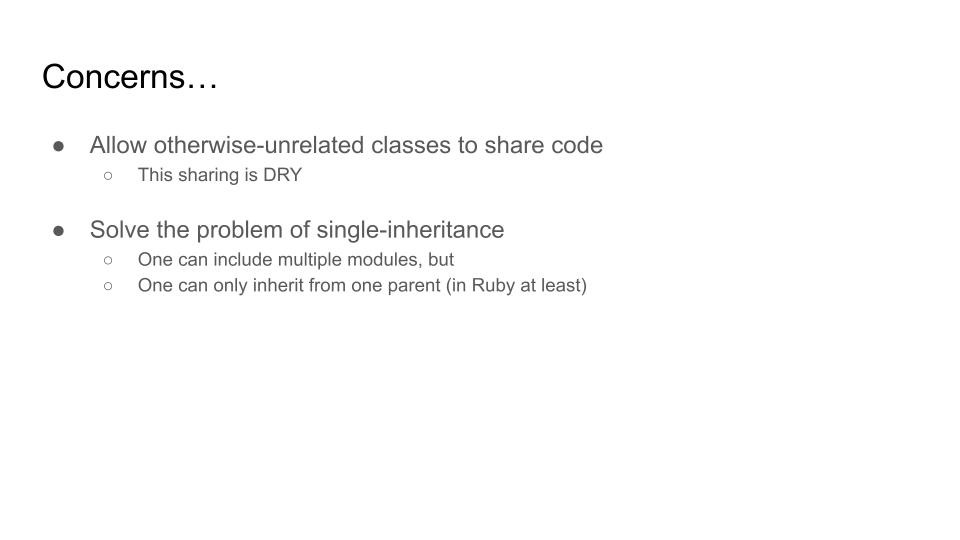 Concerns…
● Allow otherwise-unrelated classes to share code
○ This sharing is DRY
● Solve the problem of single-inheritance
○ One can include multiple modules, but
○ One can only inherit from one parent (in Ruby at least)